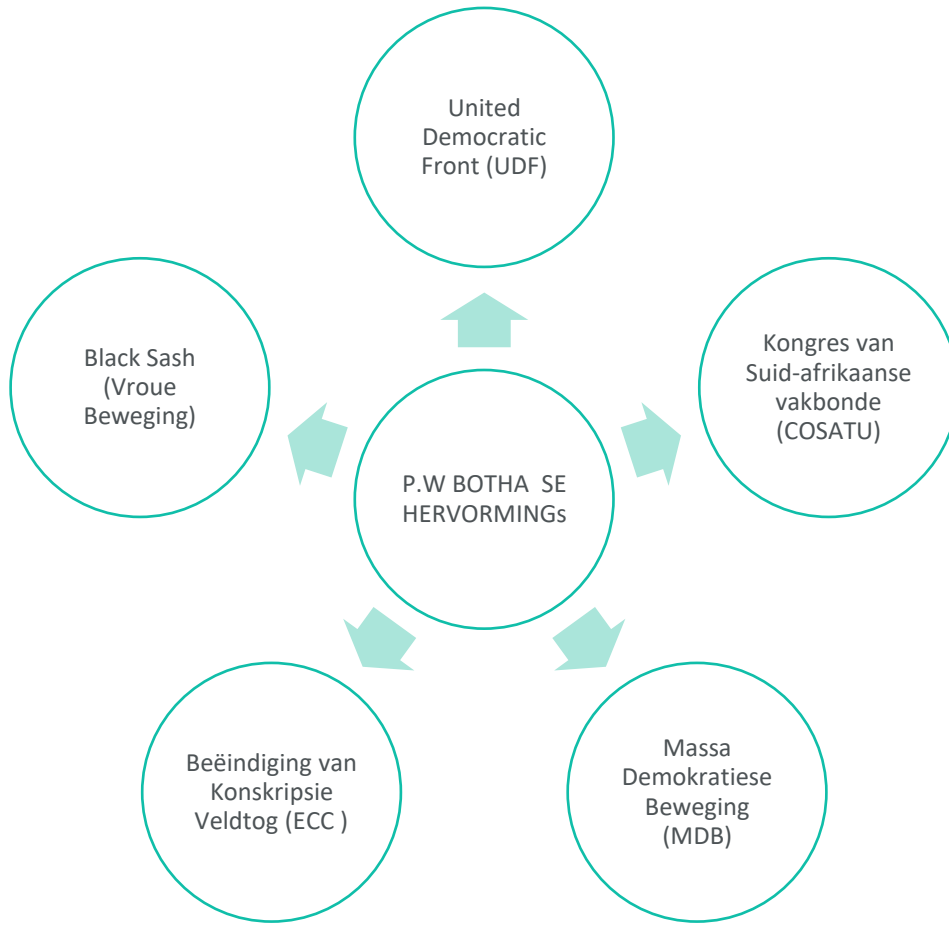 United
Democratic
Front (UDF)
Black Sash
(Vroue
Beweging)
Kongres van
Suid-afrikaanse
vakbonde
(COSATU)
P.W BOTHA  SE
HERVORMINGs
Beëindiging van
Konskripsie
Veldtog (ECC )
Massa
Demokratiese
Beweging
(MDB)